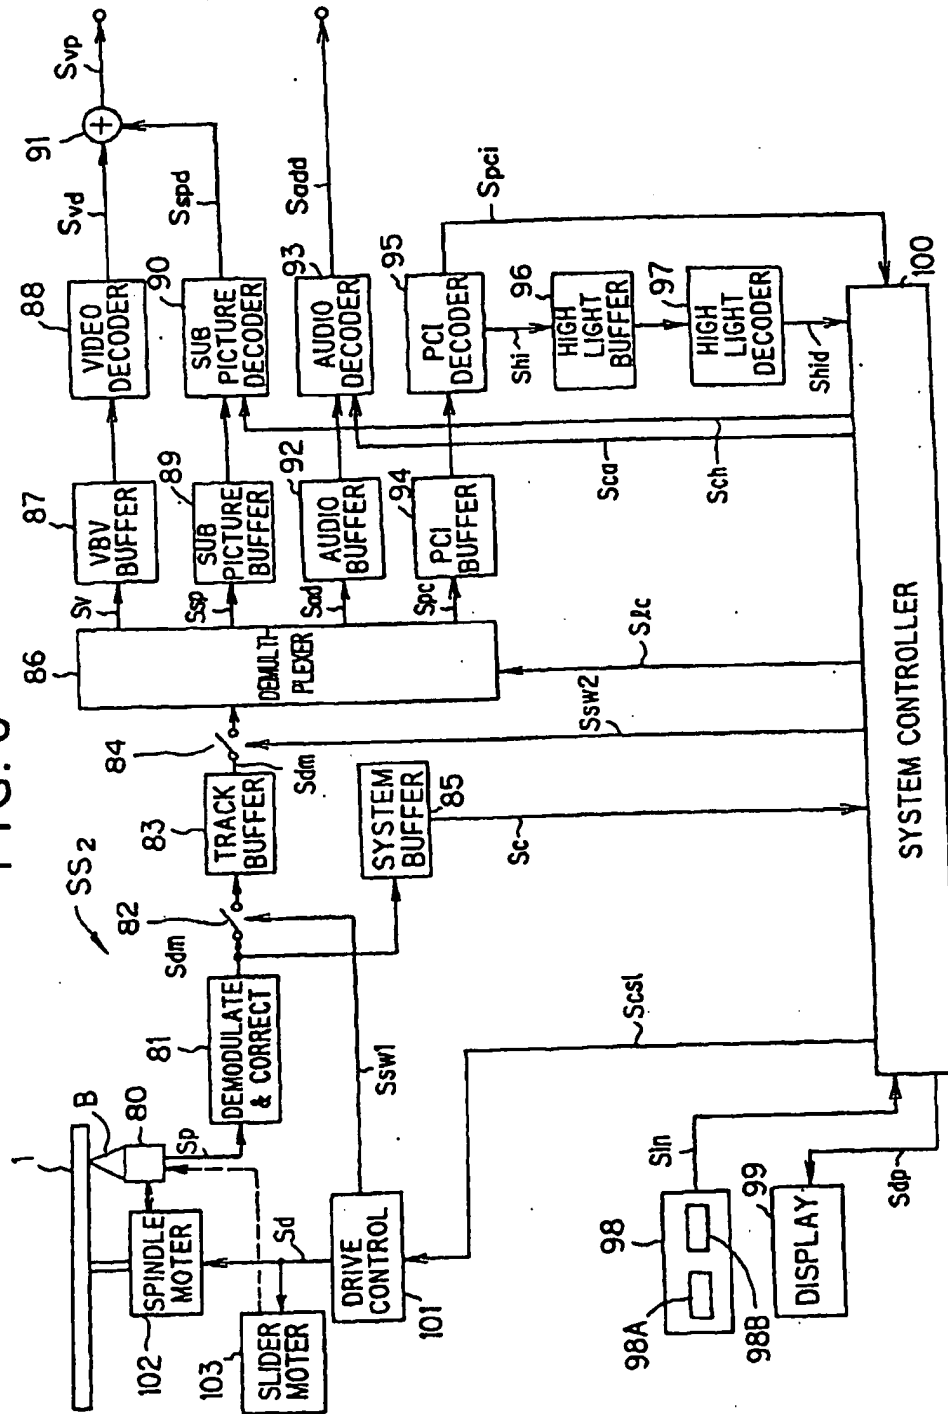 FIG.
SS2
1
B
80
Sp
SPINDLE
MOTER
102
103
SLIDER
MOTER
Sd
DRIVE
CONTROL
101
81
DEMODULATE
& CORRECT
Sdm
82
Ssw1
83
TRACK
BUFFER
84
Sdm
SYSTEM
BUFFER
85
Sc
Ssw2
86
DEMULTI
PLEXER
Slc
Sv
Ssp
Sad
Spc
87
VBV
BUFFER
89
SUB
PICTURE
BUFFER
92
AUDIO
BUFFER
94
PCI
BUFFER
88
VIDEO
DECODER
90
SUB
PICTURE
DECODER
93
AUDIO
DECODER
95
PCI
DECODER
Svd
91
+
Svp
Sspd
Sadd
Spci
Shi
96
HIGH
LIGHT
BUFFER
97
HIGH
LIGHT
DECODER
Shid
Sca
Sch
100
SYSTEM CONTROLLER
Scsl
Sin
98
98A
98B
99
DISPLAY
Sdp